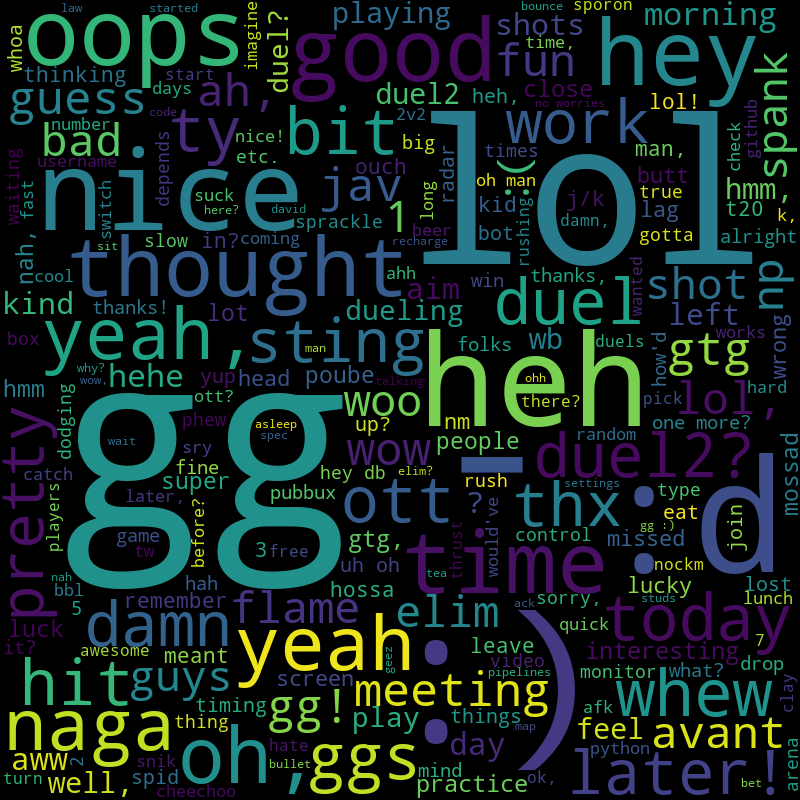 law
started
bounce
sporon
oops
good
hey
playing
shots
morning
whoa
imagine
duel?
thinking
start
fun
close
time,
guess
days
ah,
duel2
heh,
no worries
lol!
spank
github
check
number
bad
ty
bit
2v2
work
nice!
etc.
big
radar
times
man,
username
nice
ouch
lol
:(
butt
hmm,
waiting
fast
depends
jav
1
long
oh man
kid
j/k
true
k,
suck
here?
david
sprackle
bot
rushing
damn,
lag
t20
nah,
switch
sit
slow
in?
coming
recharge
gotta
alright
cool
thought
ahh
win
thanks,
wanted
shot
np
kind
thanks!
lot
dueling
aim
duel
left
wrong
box
why?
yeah,
sting
man
wb
folks
duels
how'd
works
gtg
hmm
wow,
yup
hehe
head
poube
heh
ohh
there?
pick
hard
talking
ott?
woo
nm
lol,
dodging
pretty
gg
phew
asleep
spec
up?
wow
people
one more?
random
wait
sry
hey db
elim?
-
duel2?
mossad
catch
super
fine
pubbux
rush
?
settings
type
players
later,
before?
ott
would've
thx
:d
eat
join
game
3
free
gtg,
control
missed
gg :)
tw
uh oh
time
thrust
nockm
nah
bbl
hah
hossa
tea
lucky
lost
lunch
5
remember
flame
elim
ack
sorry,
studs
today
luck
damn
:)
quick
7
it?
awesome
meant
yeah
geez
leave
interesting
hit
guys
screen
video
pipelines
monitor
what?
drop
timing
gg!
meeting
things
whew
clay
naga
thing
play
day
map
afk
feel
avant
aww
2
snik
oh,
hate
ggs
mind
python
arena
turn
well,
spid
cheechoo
bullet
practice
ok,
later!
bet
code